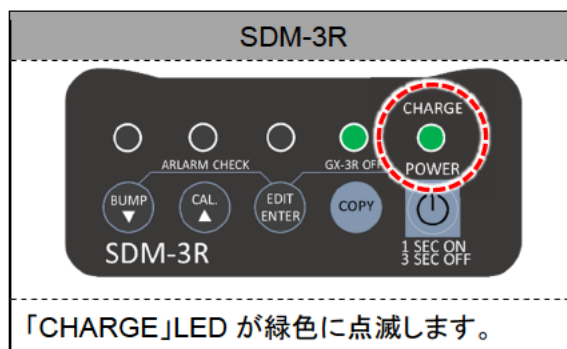 SDM-3R
CHARGE
ARLARM CHECK
GX-3R OF
POWER
BUMP
▼
CAL.
▲
EDIT
ENTER
COPY
SDM-3R
1 SEC ON
3 SEC OFF
「CHARGE」LED が緑色に点滅します。